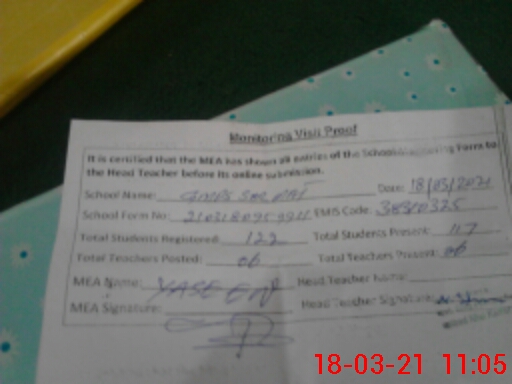 Monitoring Visit Proof
It is certified that the MEA has shown all entries of the School Monitoring Form to
the Head Teacher before its online submission.
School Name: Date: 18/03/2021
School Form No: EMIS Code:
Total Students Registered: 122 Total Students Present: 117
Total Teachers Posted: 06 Total Teachers Present: 06
MEA Name: YASEEN Head Teacher Name:
MEA Signature: Head Teacher Signature:
18-03-21 11:05